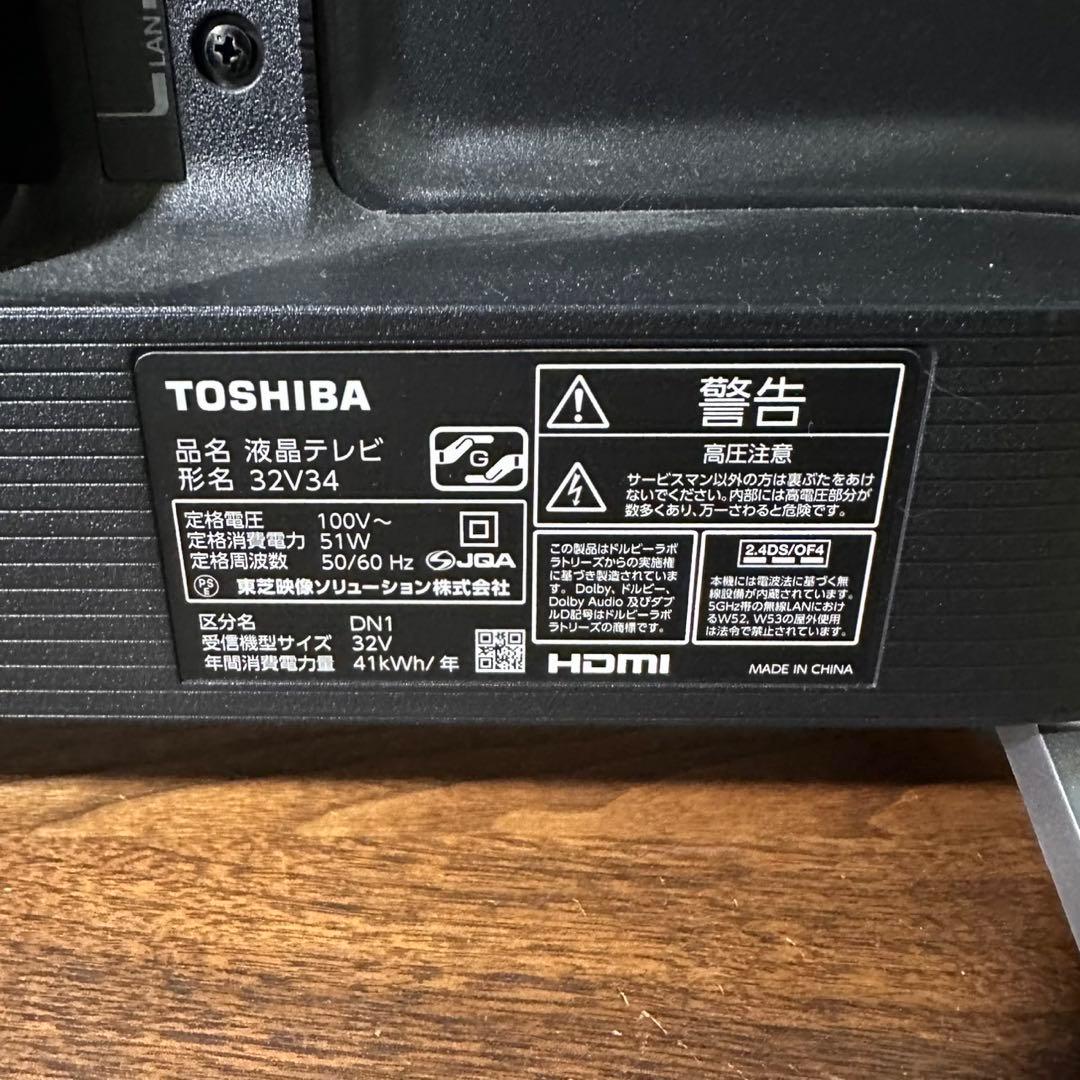 LAN
TOSHIBA
品名 液晶テレビ
形名 32V34
G
定格電圧 100V～
定格消費電力 51W
定格周波数 50/60 Hz
JQA
PS
E
東芝映像ソリューション株式会社
区分名 DN1
受信機型サイズ 32V
年間消費電力量 41kWh/年
警告
高圧注意
サービスマン以外の方は裏ぶたをあけ
ないでください。内部には高電圧部分が
数多くあり、万一さわると危険です。
この製品はドルビーラボ
ラトリーズからの実施権
に基づき製造されていま
す。Dolby、ドルビー、
Dolby Audio 及びダブ
ルD記号はドルビーラボ
ラトリーズの商標です。
2.4DS/OF4
本機には電波法に基づく無
線設備が内蔵されています。
5GHz帯の無線LANにおけ
るW52, W53の屋外使用
は法令で禁止されています。
HDMI
MADE IN CHINA